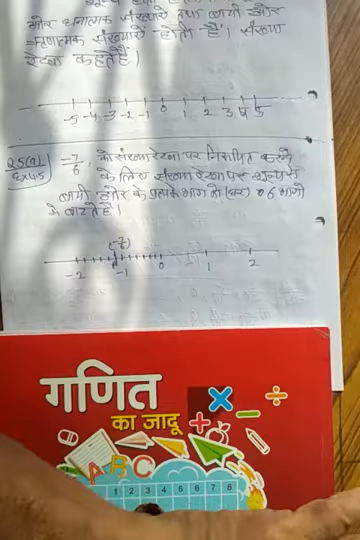 ओर धनात्मक संख्यायें तथा बायीं ओर
ऋणात्मक संख्यायें होती हैं। संख्या
रेखा कहते हैं।
-5 -4 -3 -2 -1 0 1 2 3 4 5
-7/6, को संख्या रेखा पर निरूपित करने
के लिये संख्या रेखा पर शून्य से
बायीं ओर के प्रत्येक भाग को 6 भागों
में बाटते हैं।
(-7/6)
-2 -1 0 1 2
गणित
का जादू
ABC
1 2 3 4 5 6 7 8